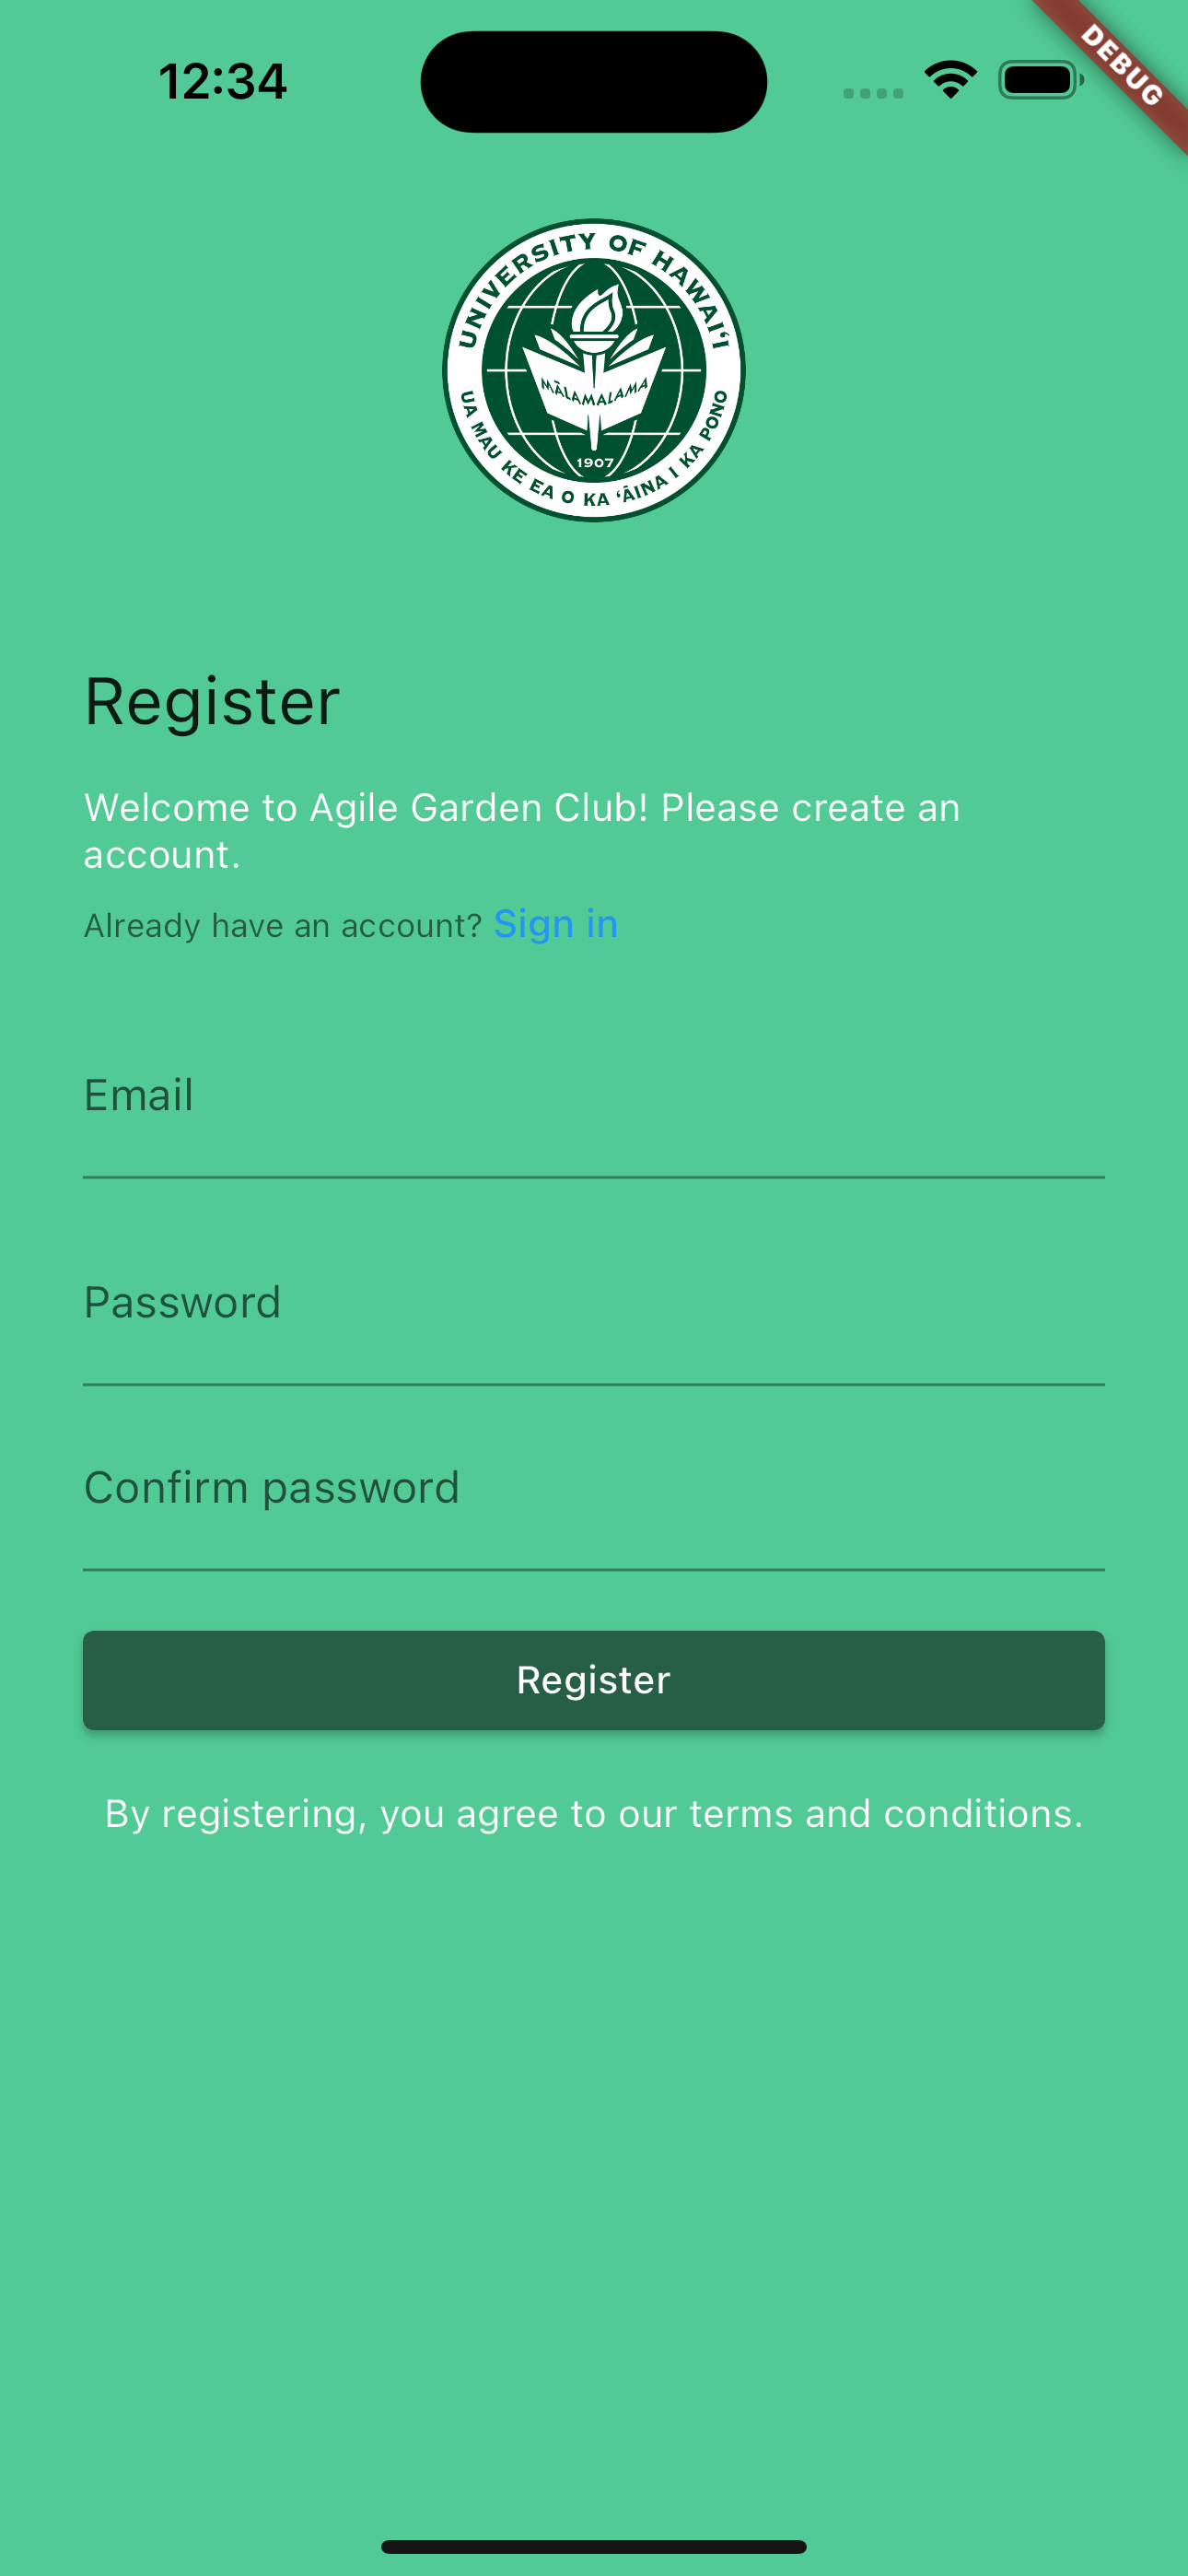 12:34
DEBUG
UNIVERSITY OF HAWAIʻI
MĀLAMALAMA
1907
UA MAU KE EA O KA ʻĀINA I KA PONO
Register
Welcome to Agile Garden Club! Please create an
account.
Already have an account? Sign in
Email
Password
Confirm password
Register
By registering, you agree to our terms and conditions.